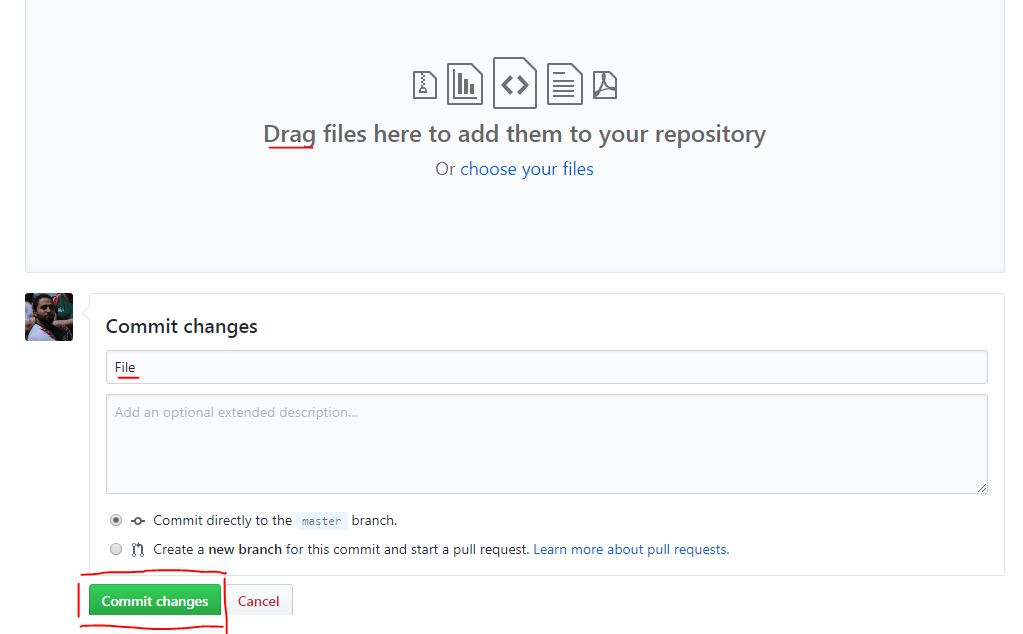 Drag files here to add them to your repository
Or choose your files
Commit changes
File
Add an optional extended description...
Commit directly to the master branch.
Create a new branch for this commit and start a pull request. Learn more about pull requests.
Commit changes Cancel